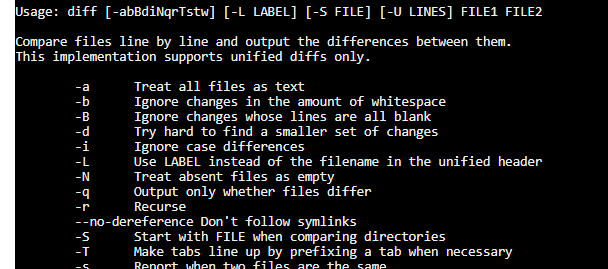 Usage: diff [-abBdiNqrTstw] [-L LABEL] [-S FILE] [-U LINES] FILE1 FILE2
Compare files line by line and output the differences between them.
This implementation supports unified diffs only.
-a Treat all files as text
-b Ignore changes in the amount of whitespace
-B Ignore changes whose lines are all blank
-d Try hard to find a smaller set of changes
-i Ignore case differences
-L Use LABEL instead of the filename in the unified header
-N Treat absent files as empty
-q Output only whether files differ
-r Recurse
--no-dereference Don't follow symlinks
-S Start with FILE when comparing directories
-T Make tabs line up by prefixing a tab when necessary
-s Report when two files are the same